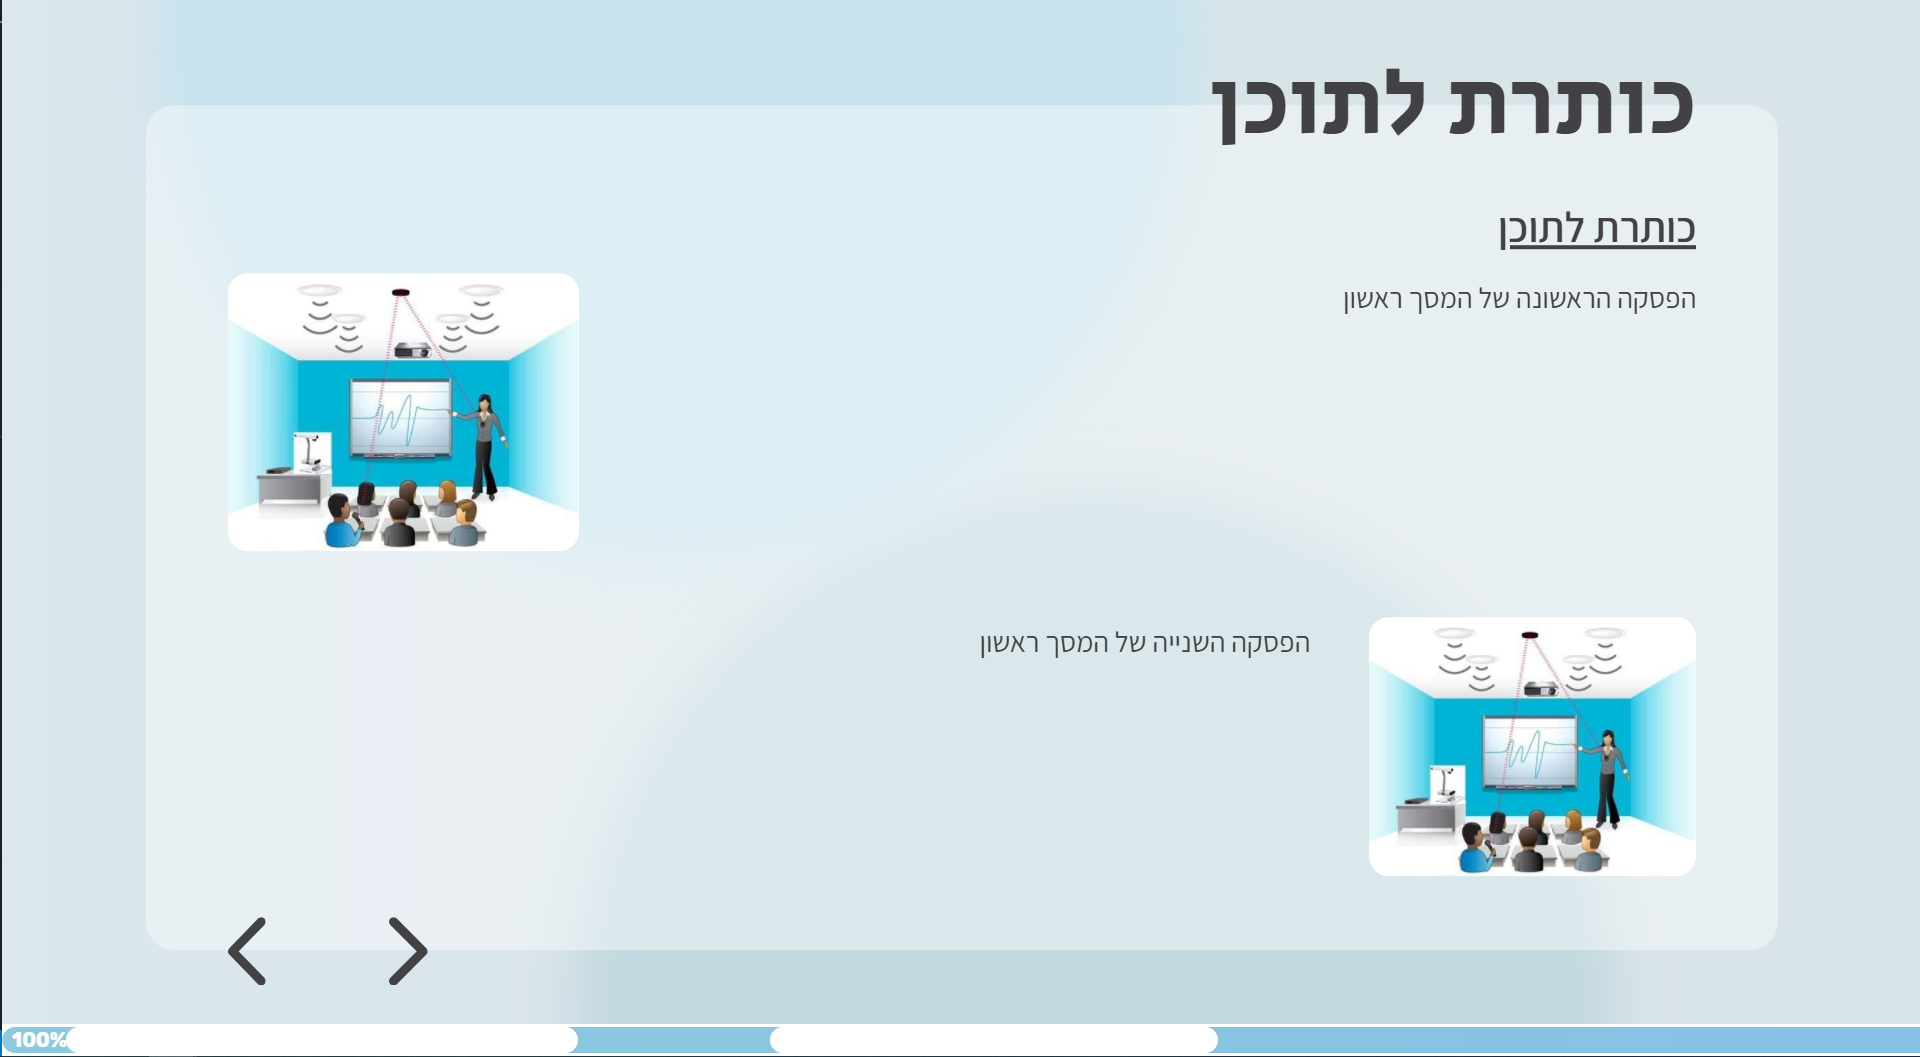 כותרת לתוכן
כותרת לתוכן
הפסקה הראשונה של המסך ראשון
הפסקה השנייה של המסך ראשון
100%